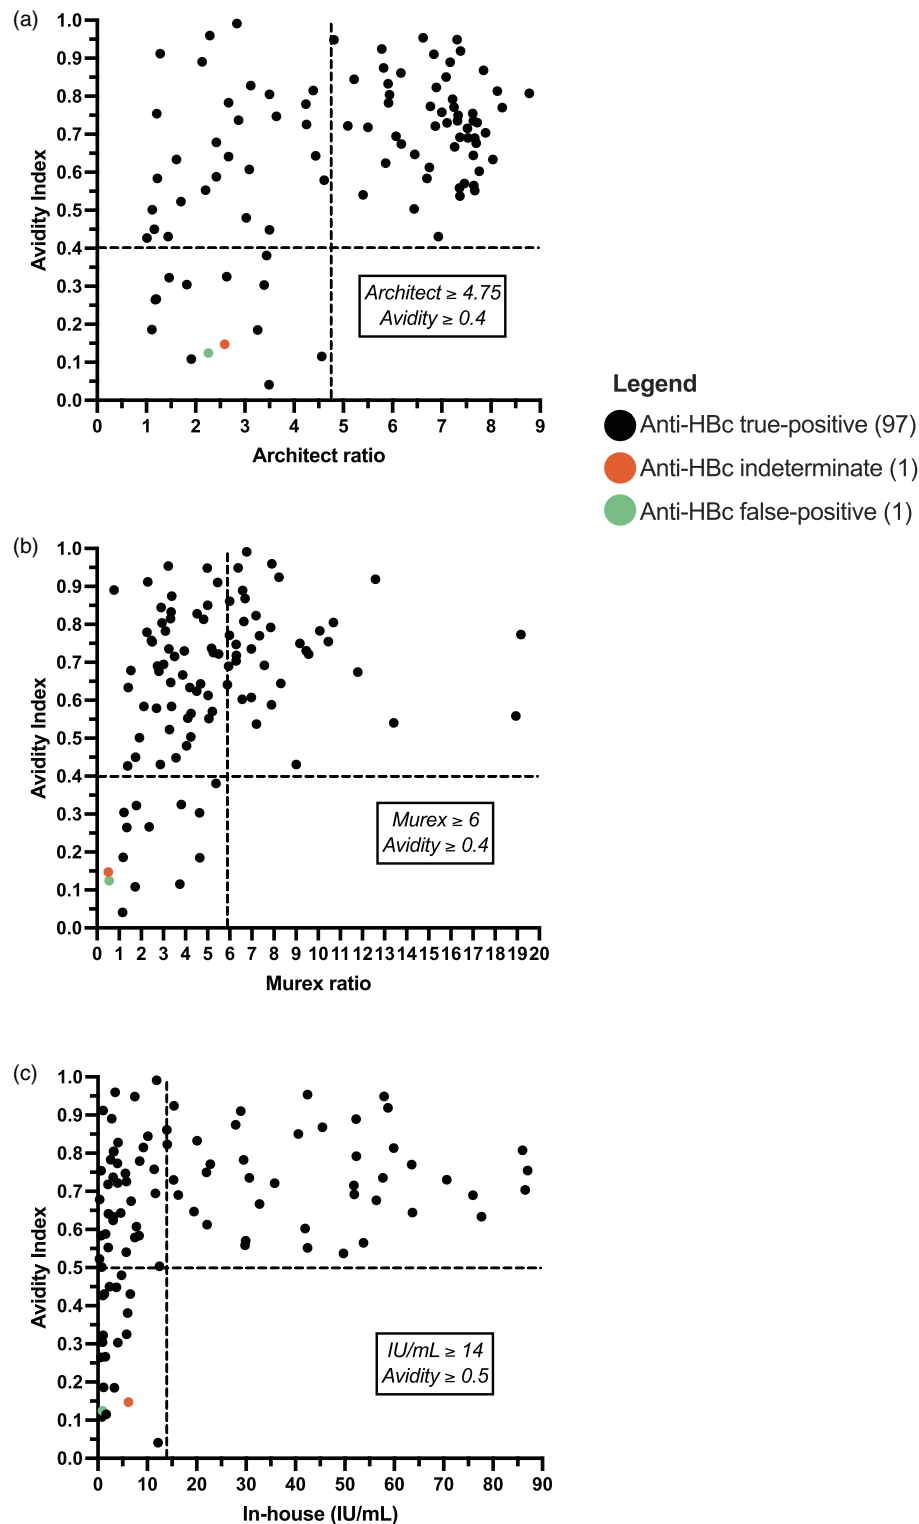 (a)
1.0
0.9
0.8
0.7
0.6
0.5
0.4
0.3
0.2
0.1
0.0
Avidity Index
Architect ≥ 4.75
Avidity ≥ 0.4
0 1 2 3 4 5 6 7 8 9
Architect ratio
Legend
Anti-HBc true-positive (97)
Anti-HBc indeterminate (1)
Anti-HBc false-positive (1)
(b)
1.0
0.9
0.8
0.7
0.6
0.5
0.4
0.3
0.2
0.1
0.0
Avidity Index
Murex ≥ 6
Avidity ≥ 0.4
0 1 2 3 4 5 6 7 8 9 10 11 12 13 14 15 16 17 18 19 20
Murex ratio
(c)
1.0
0.9
0.8
0.7
0.6
0.5
0.4
0.3
0.2
0.1
0.0
Avidity Index
IU/mL ≥ 14
Avidity ≥ 0.5
0 10 20 30 40 50 60 70 80 90
In-house (IU/mL)